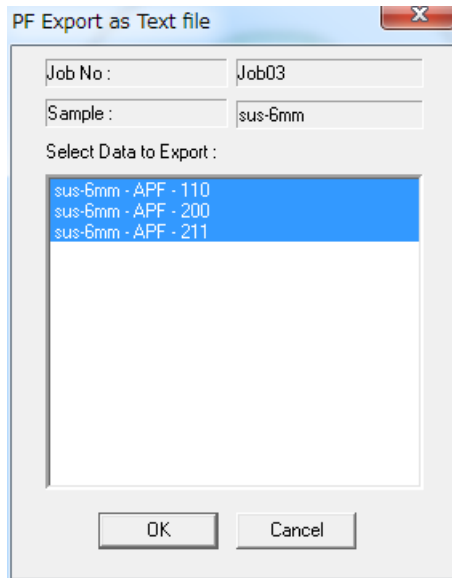 PF Export as Text file
Job No : Job03
Sample : sus-6mm
Select Data to Export :
sus-6mm - APF - 110
sus-6mm - APF - 200
sus-6mm - APF - 211
OK Cancel